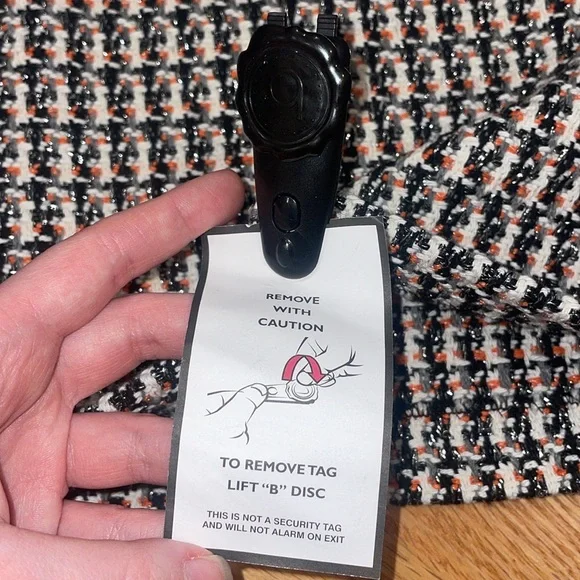 b
REMOVE
WITH
CAUTION
TO REMOVE TAG
LIFT "B" DISC
THIS IS NOT A SECURITY TAG
AND WILL NOT ALARM ON EXIT